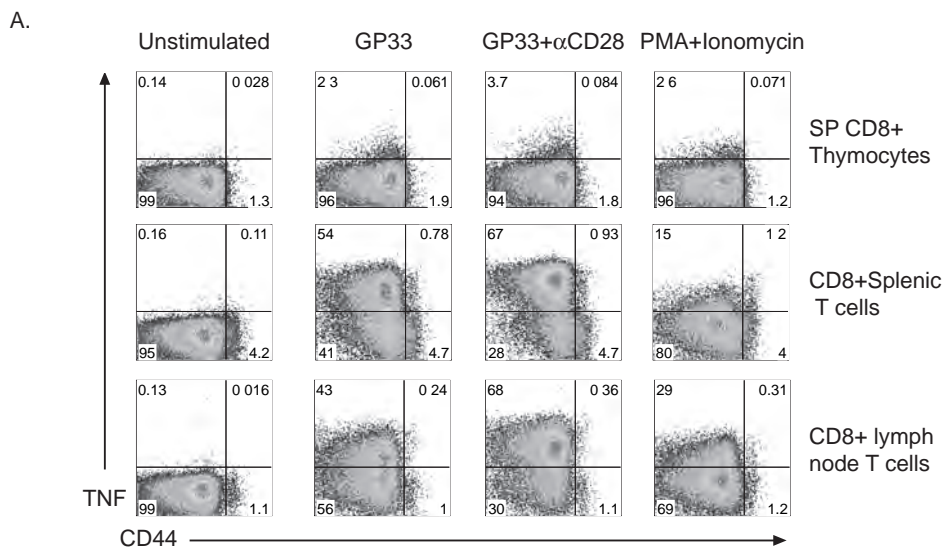 A.
Unstimulated GP33 GP33+αCD28 PMA+Ionomycin
0.14 0 028 2 3 0.061 3.7 0 084 2 6 0.071
SP CD8+
Thymocytes
99 1.3 96 1.9 94 1.8 96 1.2
0.16 0.11 54 0.78 67 0 93 15 1 2
CD8+Splenic
T cells
95 4.2 41 4.7 28 4.7 80 4
0.13 0 016 43 0 24 68 0 36 29 0.31
CD8+ lymph
node T cells
TNF
99 1.1 56 1 30 1.1 69 1.2
CD44